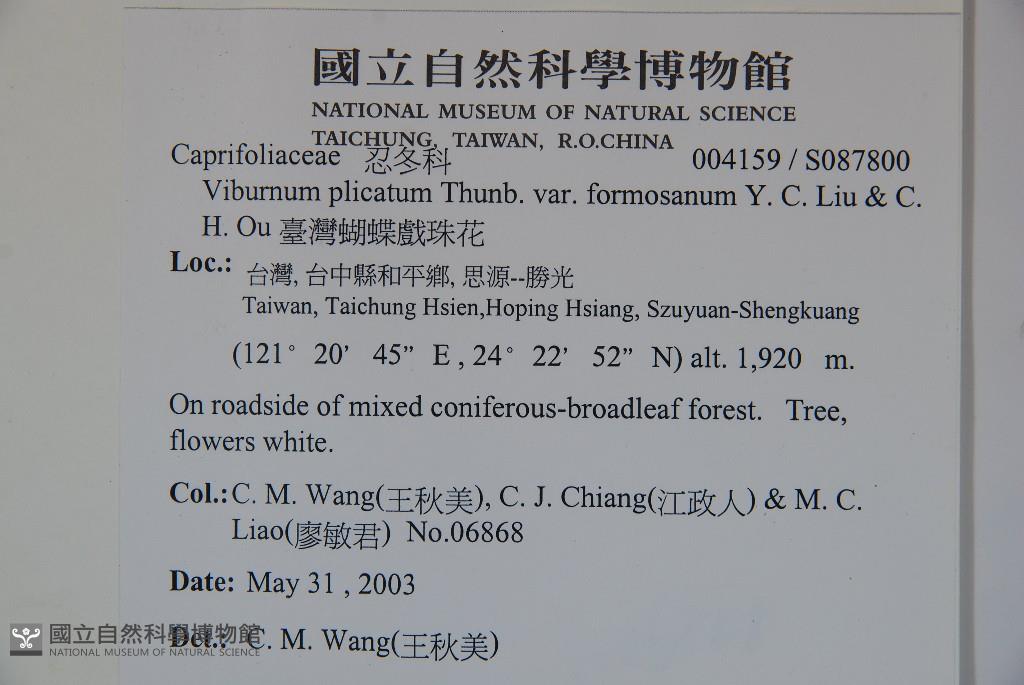 國立自然科學博物館
NATIONAL MUSEUM OF NATURAL SCIENCE
TAICHUNG, TAIWAN, R.O.CHINA
Caprifoliaceae 忍冬科 004159 / S087800
Viburnum plicatum Thunb. var. formosanum Y. C. Liu & C.
H. Ou 臺灣蝴蝶戲珠花
Loc.: 台灣, 台中縣和平鄉, 思源--勝光
Taiwan, Taichung Hsien,Hoping Hsiang, Szuyuan-Shengkuang
(121° 20’ 45” E , 24° 22’ 52” N) alt. 1,920 m.
On roadside of mixed coniferous-broadleaf forest. Tree,
flowers white.
Col.: C. M. Wang(王秋美), C. J. Chiang(江政人) & M. C.
Liao(廖敏君) No.06868
Date: May 31 , 2003
Det.: C. M. Wang(王秋美)
國立自然科學博物館
NATIONAL MUSEUM OF NATURAL SCIENCE